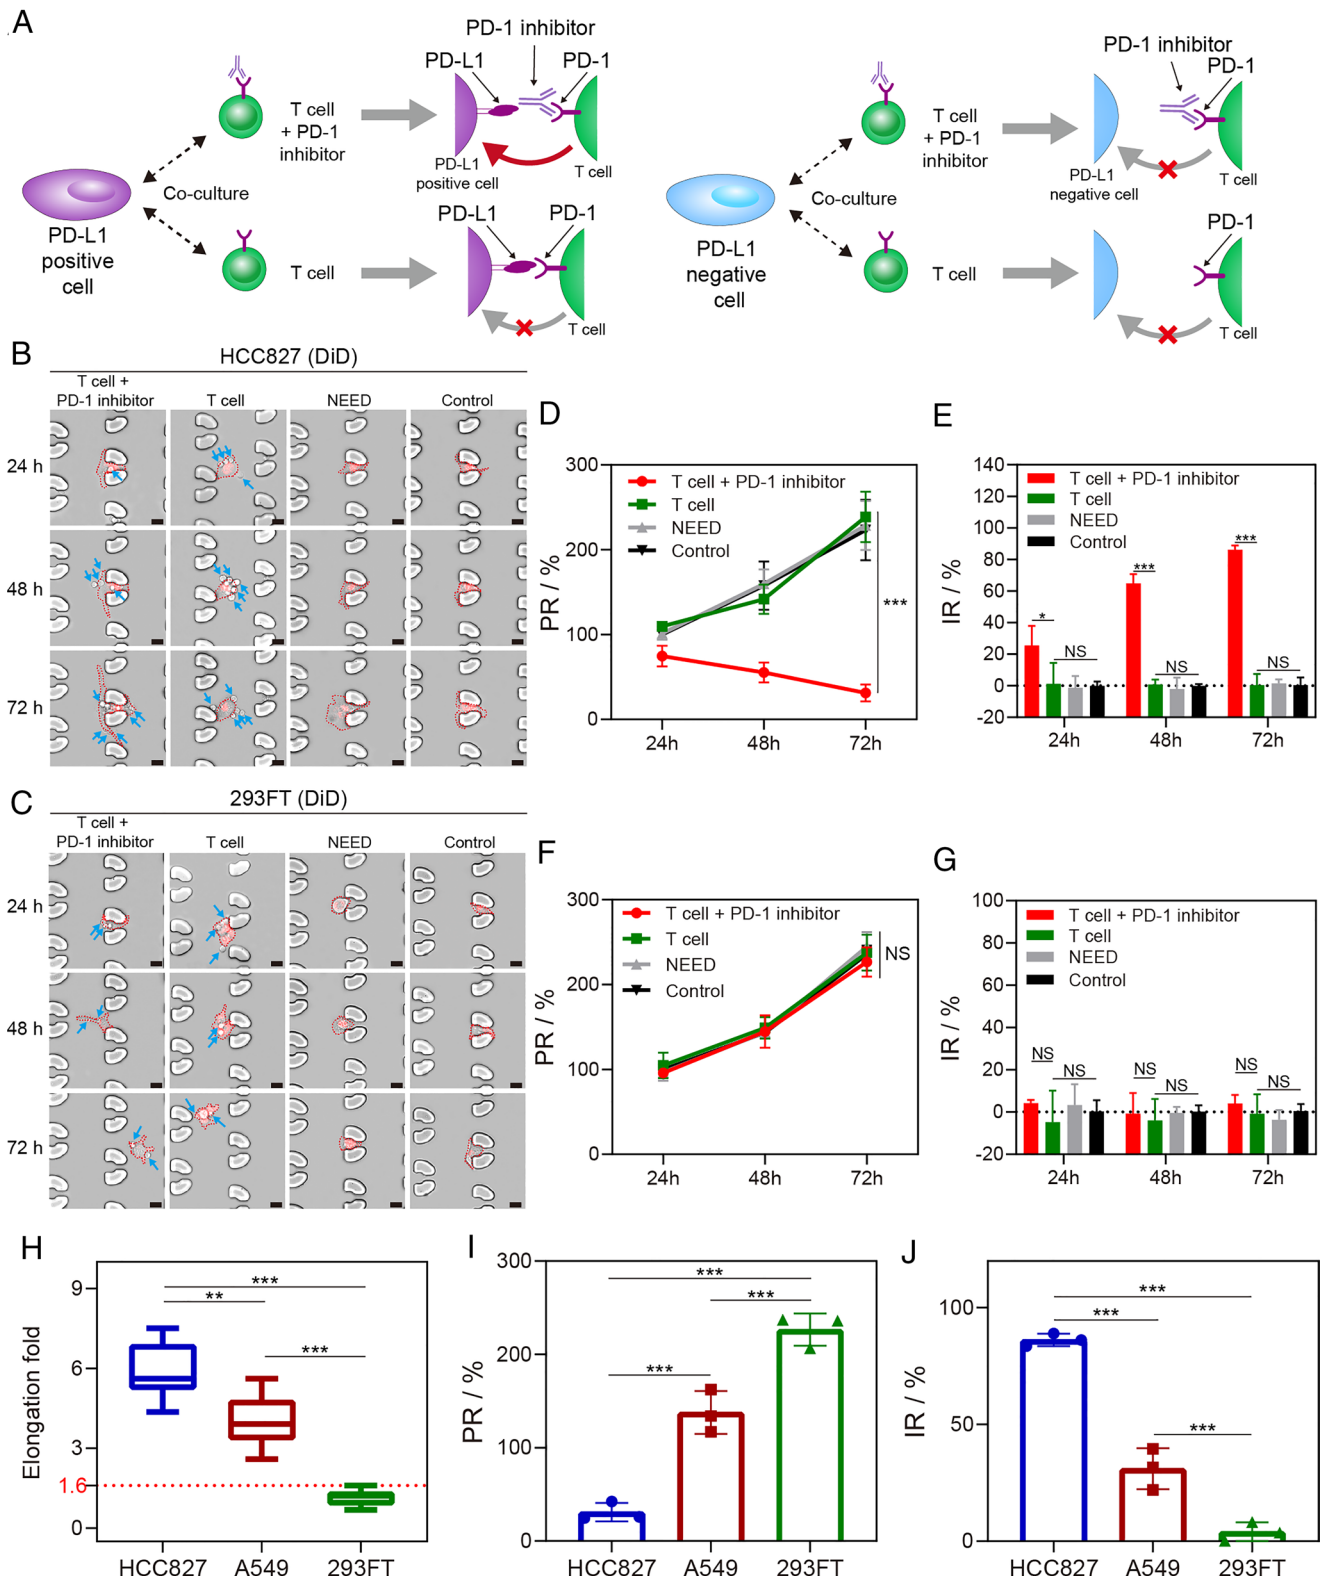 A
PD-1 inhibitor
PD-L1
PD-1
T cell
+ PD-1
inhibitor
PD-L1
positive cell
T cell
Co-culture
PD-L1
positive
cell
PD-L1
PD-1
T cell
T cell
PD-1 inhibitor
PD-1
T cell
+ PD-1
inhibitor
PD-L1
negative cell
T cell
Co-culture
PD-L1
negative
cell
PD-1
T cell
T cell
B
HCC827 (DiD)
T cell +
PD-1 inhibitor
T cell
NEED
Control
24 h
48 h
72 h
C
293FT (DiD)
T cell +
PD-1 inhibitor
T cell
NEED
Control
24 h
48 h
72 h
D
PR / %
300
200
100
0
T cell + PD-1 inhibitor
T cell
NEED
Control
***
24h
48h
72h
E
IR / %
140
120
100
80
60
40
20
0
-20
T cell + PD-1 inhibitor
T cell
NEED
Control
*
NS
***
NS
***
NS
24h
48h
72h
F
PR / %
300
200
100
0
T cell + PD-1 inhibitor
T cell
NEED
Control
NS
24h
48h
72h
G
IR / %
100
80
60
40
20
0
-20
T cell + PD-1 inhibitor
T cell
NEED
Control
NS
NS
NS
NS
NS
NS
24h
48h
72h
H
Elongation fold
9
6
3
1.6
0
***
**
***
HCC827
A549
293FT
I
PR / %
300
200
100
0
***
***
***
HCC827
A549
293FT
J
IR / %
100
50
0
***
***
***
HCC827
A549
293FT